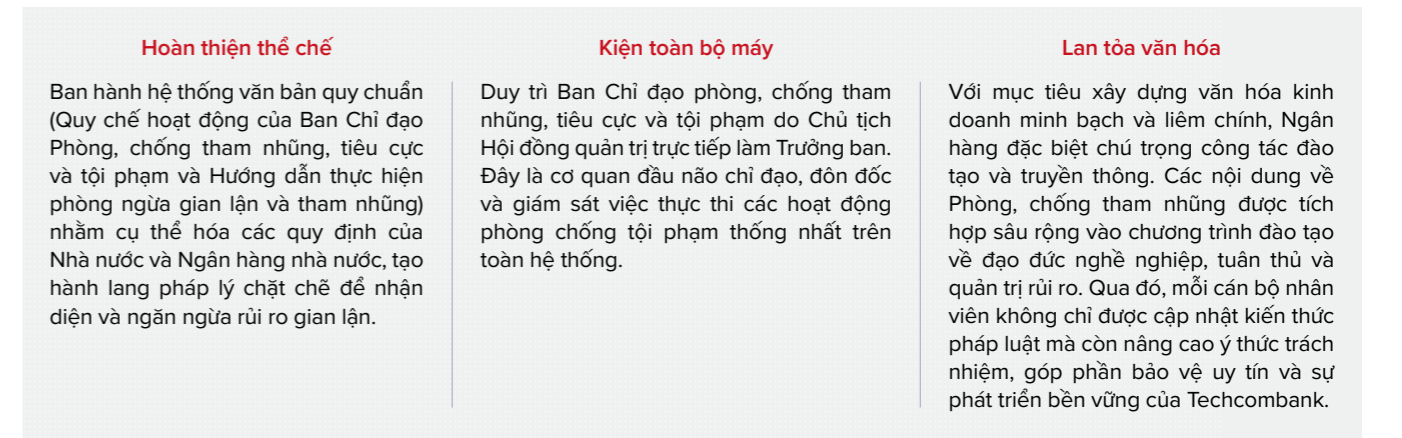 Hoàn thiện thể chế
Ban hành hệ thống văn bản quy chuẩn
(Quy chế hoạt động của Ban Chỉ đạo
Phòng, chống tham nhũng, tiêu cực
và tội phạm và Hướng dẫn thực hiện
phòng ngừa gian lận và tham nhũng)
nhằm cụ thể hóa các quy định của
Nhà nước và Ngân hàng nhà nước, tạo
hành lang pháp lý chặt chẽ để nhận
diện và ngăn ngừa rủi ro gian lận.
Kiện toàn bộ máy
Duy trì Ban Chỉ đạo phòng, chống tham
nhũng, tiêu cực và tội phạm do Chủ tịch
Hội đồng quản trị trực tiếp làm Trưởng ban.
Đây là cơ quan đầu não chỉ đạo, đôn đốc
và giám sát việc thực thi các hoạt động
phòng chống tội phạm thống nhất trên
toàn hệ thống.
Lan tỏa văn hóa
Với mục tiêu xây dựng văn hóa kinh
doanh minh bạch và liêm chính, Ngân
hàng đặc biệt chú trọng công tác đào
tạo và truyền thông. Các nội dung về
Phòng, chống tham nhũng được tích
hợp sâu rộng vào chương trình đào tạo
về đạo đức nghề nghiệp, tuân thủ và
quản trị rủi ro. Qua đó, mỗi cán bộ nhân
viên không chỉ được cập nhật kiến thức
pháp luật mà còn nâng cao ý thức trách
nhiệm, góp phần bảo vệ uy tín và sự
phát triển bền vững của Techcombank.